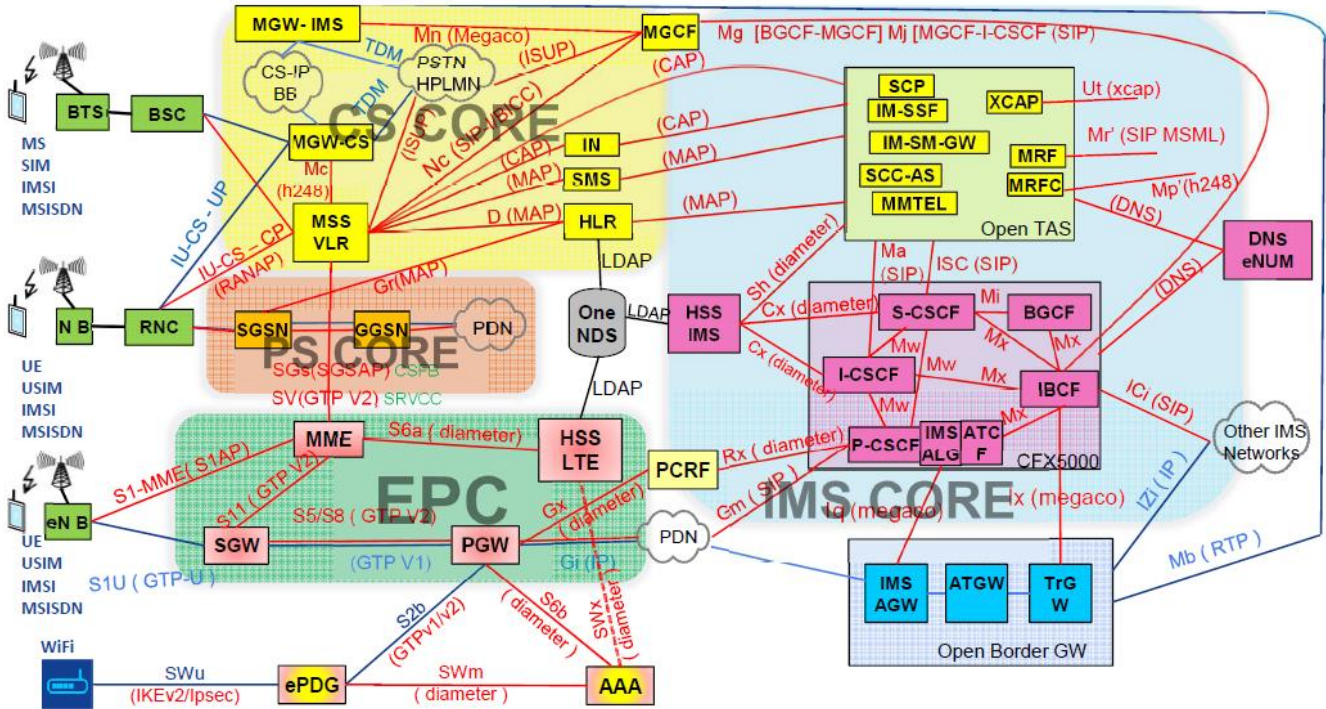 MGW- IMS
Mn (Megaco)
MGCF
Mg [BGCF-MGCF] Mj [MGCF-I-CSCF (SIP)
TDM
PSTN
HPLMN
(ISUP)
(CAP)
CS-IP
BB
TDM
CS CORE
BTS
BSC
MGW-CS
(ISUP)
Nc (SIP-I/BICC)
(CAP)
IN
(CAP)
SCP
IM-SSF
XCAP
Ut (xcap)
IM-SM-GW
MRF
Mr' (SIP MSML)
SCC-AS
MRFC
Mp'(h248)
MMTEL
Open TAS
MS
SIM
IMSI
MSISDN
Mc
(h248)
(MAP)
SMS
(MAP)
MSS
VLR
D (MAP)
HLR
(MAP)
(DNS)
DNS
eNUM
(DNS)
IU-CS - UP
IU-CS – CP
(RANAP)
Gr(MAP)
LDAP
Sh (diameter)
Ma
(SIP)
ISC (SIP)
N B
RNC
SGSN
GGSN
PDN
PS CORE
One
NDS
LDAP
HSS
IMS
Cx (diameter)
S-CSCF
Mi
BGCF
Mx
Mx
Mw
Cx (diameter)
I-CSCF
Mw
Mx
IBCF
Mw
Mx
ICi (SIP)
UE
USIM
IMSI
MSISDN
SGs(SGSAP) CSFB
SV(GTP V2) SRVCC
LDAP
MME
S6a ( diameter)
HSS
LTE
PCRF
Rx ( diameter)
P-CSCF
IMS
ALG
ATC
F
CFX5000
Other IMS
Networks
S1-MME( S1AP)
S11 ( GTP V2)
EPC
Gx
( diameter)
Gm ( SIP )
IMS CORE
Iq (megaco)
Ix (megaco)
IZi ( IP )
eN B
SGW
S5/S8 ( GTP V2)
PGW
PDN
(GTP V1)
Gi (IP)
UE
USIM
IMSI
MSISDN
S1U ( GTP-U )
Mb ( RTP)
IMS
AGW
ATGW
TrG
W
Open Border GW
S2b
(GTPv1/v2)
S6b
( diameter)
SWx
( diameter )
WiFi
SWu
(IKEv2/Ipsec)
ePDG
SWm
( diameter )
AAA